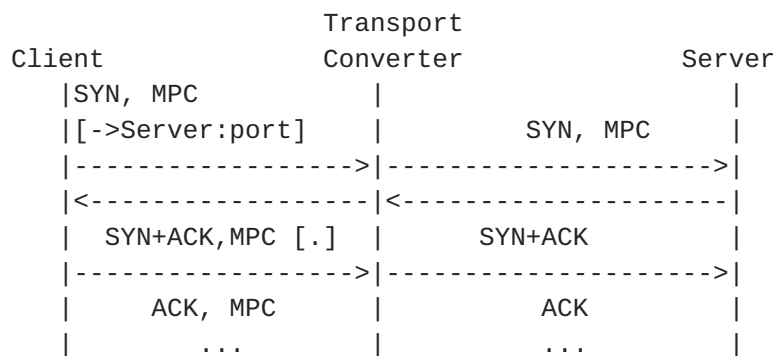 Transport
Client              Converter              Server
   |SYN, MPC           |                      |
   |[->Server:port]    |         SYN, MPC     |
   |------------------>|--------------------->|
   |<------------------|<---------------------|
   |  SYN+ACK,MPC [.]  |      SYN+ACK         |
   |------------------>|--------------------->|
   |     ACK, MPC      |          ACK         |
   |        ...        |          ...         |